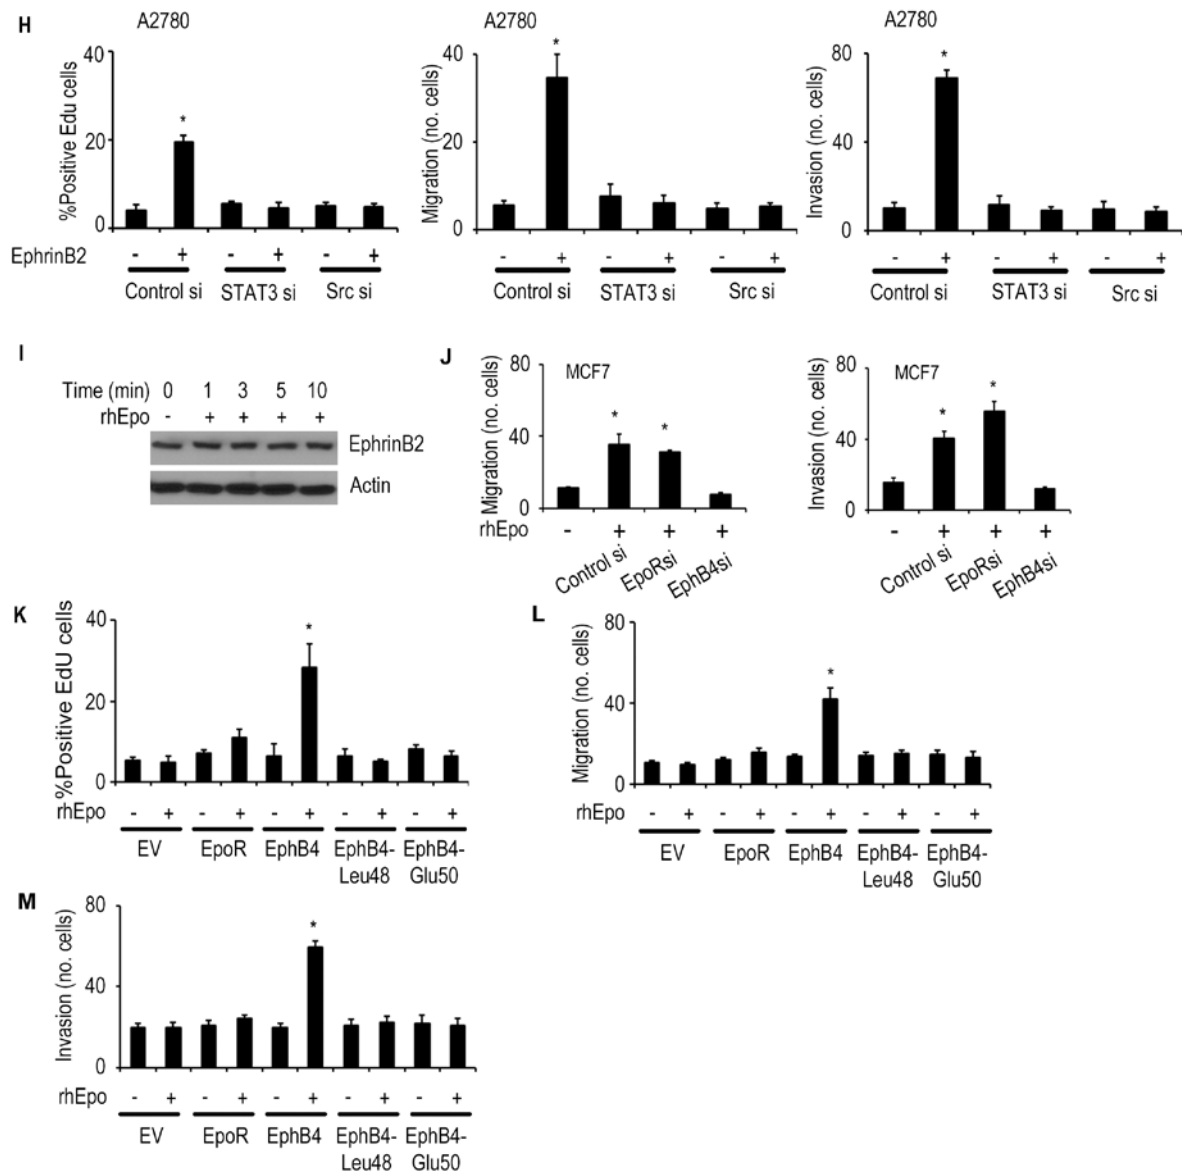 H
A2780
A2780
A2780
%Positive Edu cells
40
20
0
*
Migration (no. cells)
40
20
0
*
Invasion (no. cells)
80
40
0
*
EphrinB2 - + - + - +
- + - + - +
- + - + - +
Control si STAT3 si Src si
Control si STAT3 si Src si
Control si STAT3 si Src si
I
Time (min) 0 1 3 5 10
rhEpo - + + + +
EphrinB2
Actin
J
Migration (no. cells)
80
40
0
MCF7
* *
rhEpo - + + +
Control si EpoRsi EphB4si
Invasion (no. cells)
80
40
0
MCF7
* *
- + + +
Control si EpoRsi EphB4si
K
%Positive EdU cells
40
20
0
*
rhEpo - + - + - + - + - +
EV EpoR EphB4 EphB4- EphB4-
Leu48 Glu50
L
Migration (no. cells)
80
40
0
*
rhEpo - + - + - + - + - +
EV EpoR EphB4 EphB4- EphB4-
Leu48 Glu50
M
Invasion (no. cells)
80
40
0
*
rhEpo - + - + - + - + - +
EV EpoR EphB4 EphB4- EphB4-
Leu48 Glu50